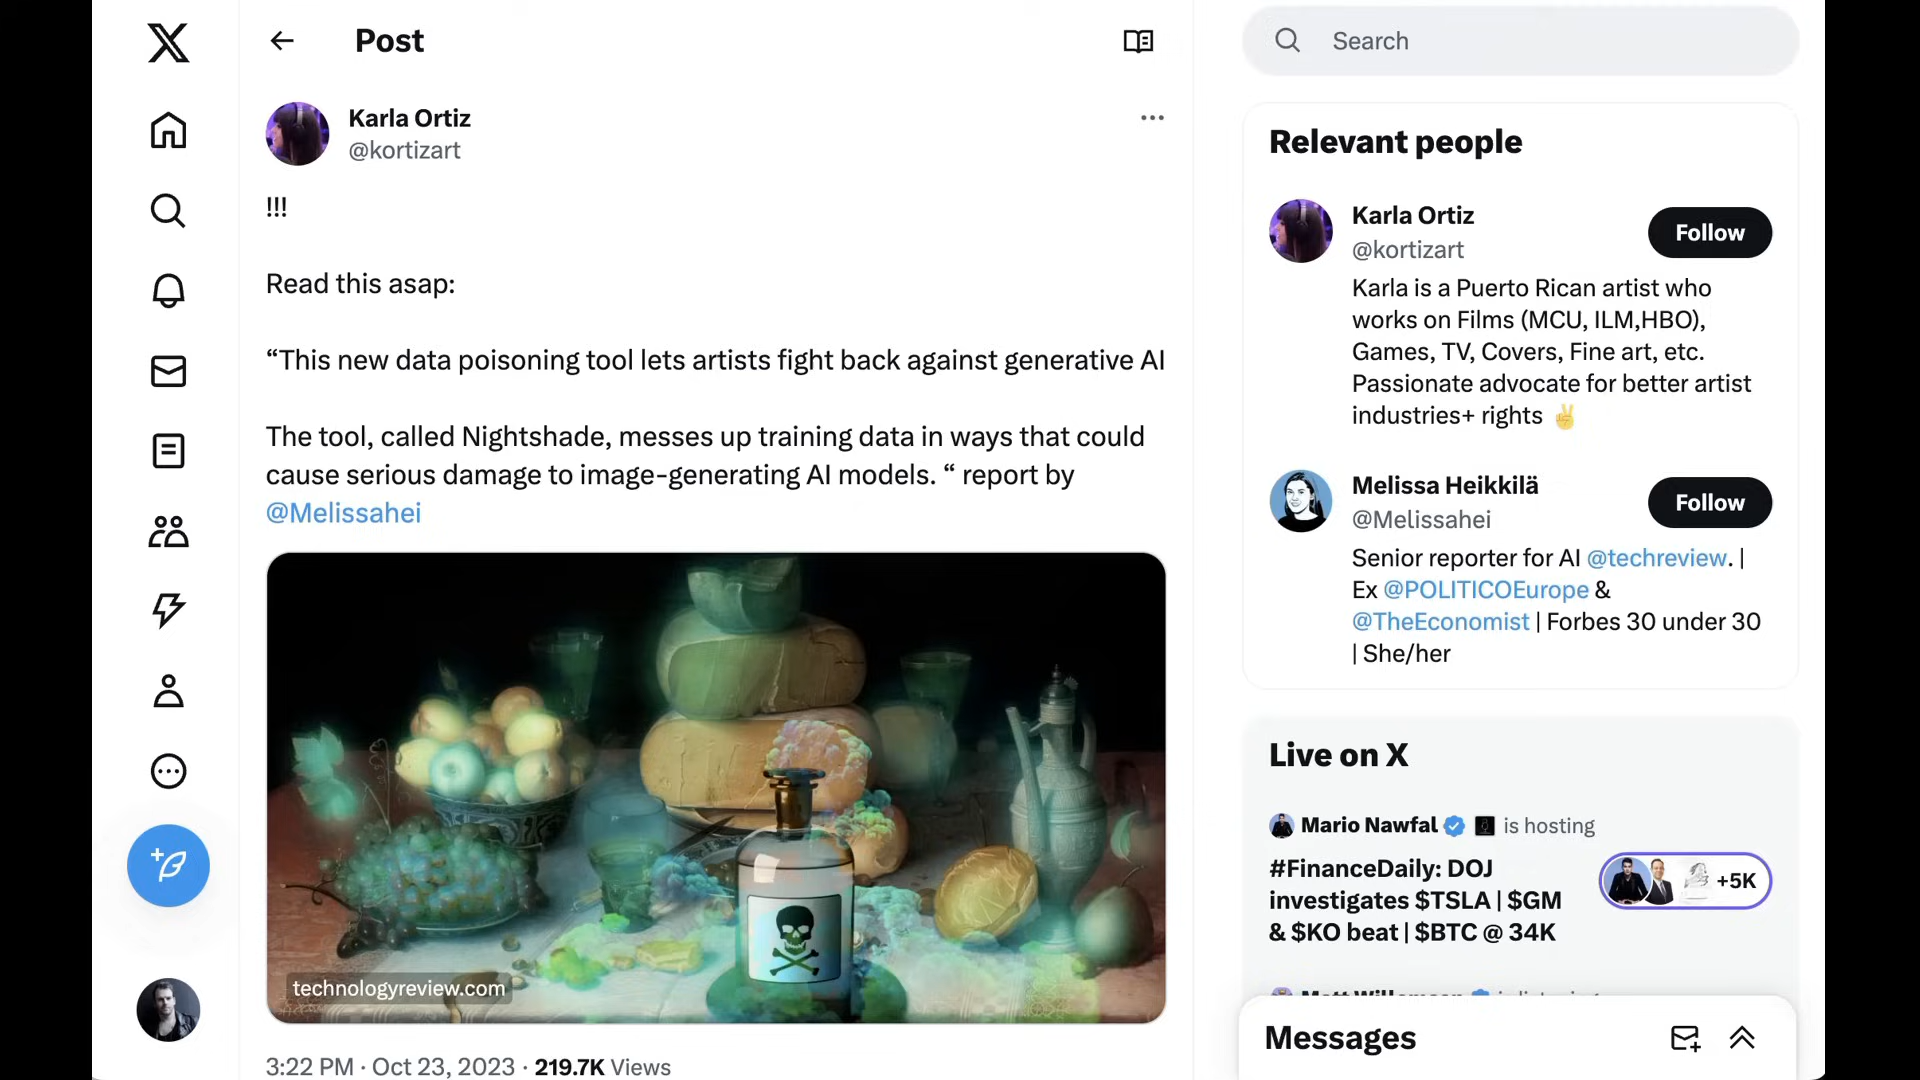 Post
Karla Ortiz
@kortizart
!!!
Read this asap:
“This new data poisoning tool lets artists fight back against generative AI
The tool, called Nightshade, messes up training data in ways that could
cause serious damage to image-generating AI models. “ report by
@Melissahei
technologyreview.com
3:22 PM · Oct 23, 2023 · 219.7K Views
Search
Relevant people
Karla Ortiz
@kortizart
Follow
Karla is a Puerto Rican artist who
works on Films (MCU, ILM,HBO),
Games, TV, Covers, Fine art, etc.
Passionate advocate for better artist
industries+ rights ✌️
Melissa Heikkilä
@Melissahei
Follow
Senior reporter for AI @techreview. |
Ex @POLITICOEurope &
@TheEconomist | Forbes 30 under 30
| She/her
Live on X
Mario Nawfal is hosting
#FinanceDaily: DOJ
investigates $TSLA | $GM
& $KO beat | $BTC @ 34K
+5K
Messages